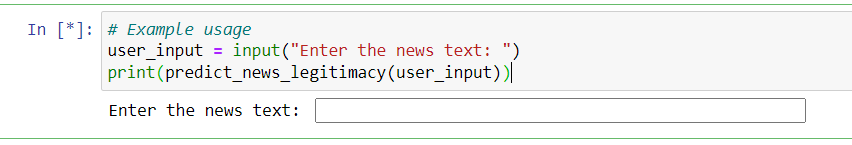 In [*]: # Example usage
user_input = input("Enter the news text: ")
print(predict_news_legitimacy(user_input))
Enter the news text: